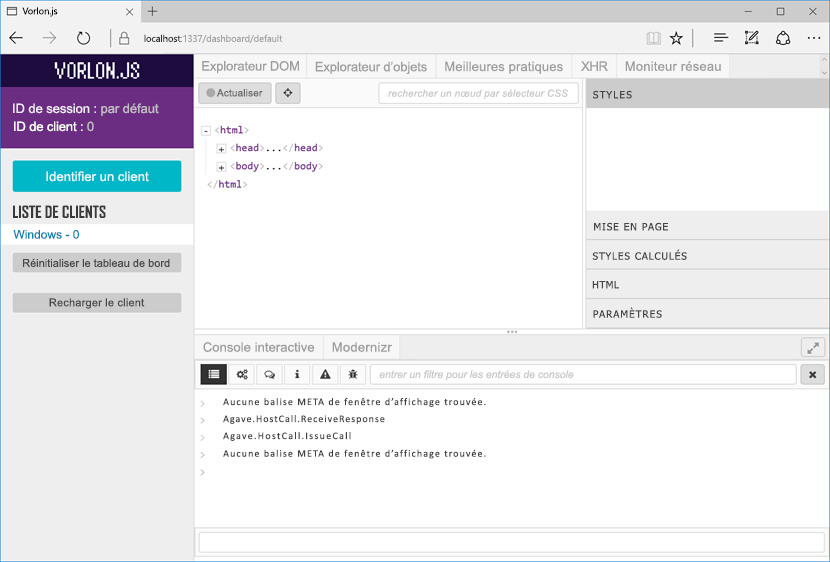 Vorlon.js
localhost:1337/dashboard/default
VORLON.JS
ID de session : par défaut
ID de client : 0
Identifier un client
LISTE DE CLIENTS
Windows - 0
Réinitialiser le tableau de bord
Recharger le client
Explorateur DOM
Explorateur d'objets
Meilleures pratiques
XHR
Moniteur réseau
Actualiser
rechercher un nœud par sélecteur CSS
- <html>
+ <head>...</head>
+ <body>...</body>
</html>
STYLES
MISE EN PAGE
STYLES CALCULÉS
HTML
PARAMÈTRES
Console interactive
Modernizr
entrer un filtre pour les entrées de console
> Aucune balise META de fenêtre d'affichage trouvée.
> Agave.HostCall.ReceiveResponse
> Agave.HostCall.IssueCall
> Aucune balise META de fenêtre d'affichage trouvée.
>